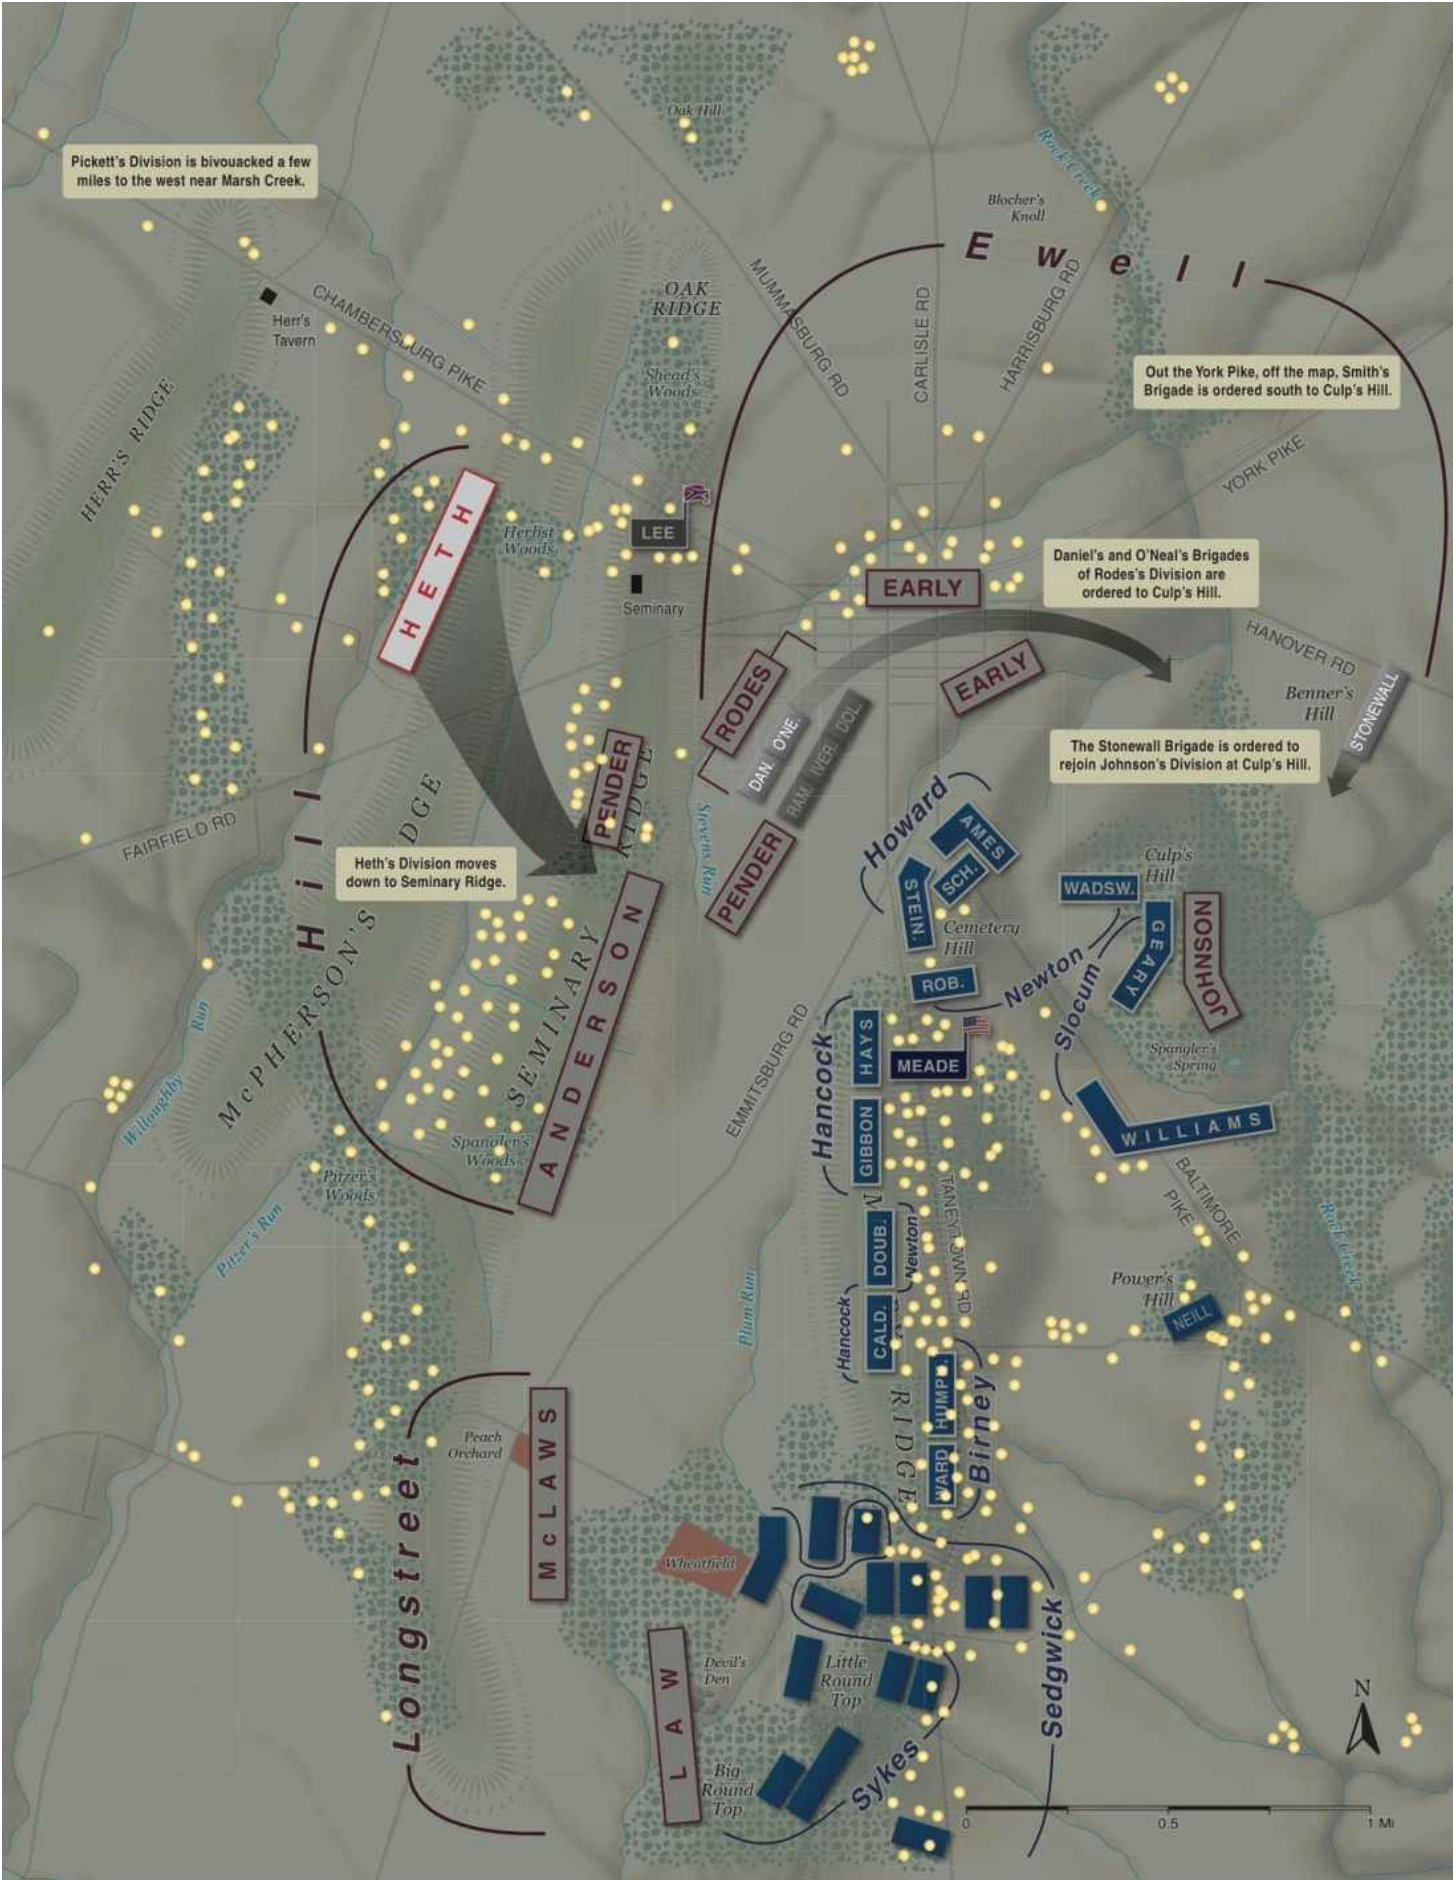 Oak Hill
Rock Creek
Pickett's Division is bivouacked a few
miles to the west near Marsh Creek.
Blocher's
Knoll
Ewell
OAK
RIDGE
MUMMASBURG RD
CARLISLE RD
HARRISBURG RD
Herr's
Tavern
CHAMBERSBURG PIKE
Shead's
Woods
Out the York Pike, off the map, Smith's
Brigade is ordered south to Culp's Hill.
HERR'S RIDGE
YORK PIKE
HETH
Herbst
Woods
LEE
Seminary
EARLY
Daniel's and O'Neal's Brigades
of Rodes's Division are
ordered to Culp's Hill.
HANOVER RD
EARLY
RODES
Benner's
Hill
STONEWALL
DAN. O'NE.
RAM. IVER. DOL.
The Stonewall Brigade is ordered to
rejoin Johnson's Division at Culp's Hill.
PENDER
FAIRFIELD RD
Hill
Stevens Run
Howard
AMES
SCH.
STEIN.
PENDER
Heth's Division moves
down to Seminary Ridge.
Culp's
Hill
WADSW.
GEARY
JOHNSON
Cemetery
Hill
McPHERSON'S RIDGE
SEMINARY RIDGE
ANDERSON
ROB.
Newton
Slocum
Willoughby Run
EMMITSBURG RD
Hancock
HAYS
MEADE
Spangler's
Spring
GIBBON
WILLIAMS
Spangler's
Woods
Pitzer's
Woods
BALTIMORE
PIKE
TANEYTOWN RD
Pitzer's Run
DOUB.
Newton
Rock Creek
Plum Run
Power's
Hill
NEILL
Hancock
CALD.
HUMP.
Birney
RIDGE
WARD
Peach
Orchard
McLAWS
Longstreet
Wheatfield
Sedgwick
LAW
Devil's
Den
Little
Round
Top
Big
Round
Top
Sykes
N
0 0.5 1 Mi